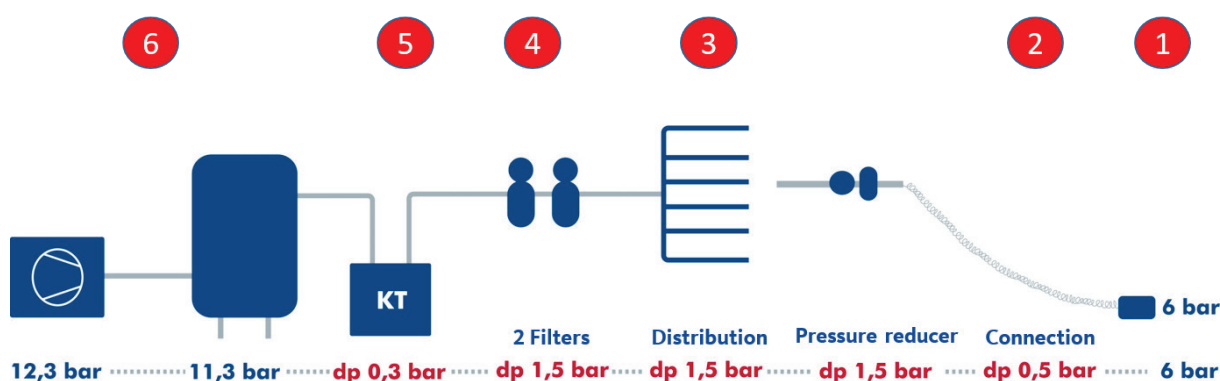 6 5 4 3 2 1
KT
6 bar
2 Filters Distribution Pressure reducer Connection
12,3 bar 11,3 bar dp 0,3 bar dp 1,5 bar dp 1,5 bar dp 1,5 bar dp 0,5 bar 6 bar